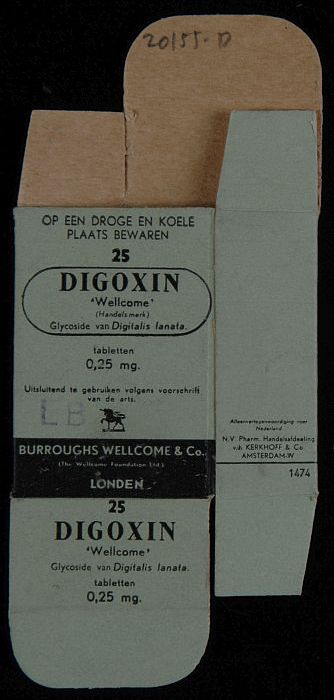 20155-D
OP EEN DROGE EN KOELE
PLAATS BEWAREN
25
DIGOXIN
'Wellcome'
(Handelsmerk)
Glycoside van Digitalis lanata.
tabletten
0,25 mg.
Uitsluitend te gebruiken volgens voorschrift
van de arts.
LB
BURROUGHS WELLCOME & Co.
(The Wellcome Foundation Ltd.)
LONDEN
25
DIGOXIN
'Wellcome'
Glycoside van Digitalis lanata.
tabletten
0,25 mg.
Alleenvertegenwoordiging voor
Nederland
N.V. Pharm. Handelsafdeeling
v/h KERKHOFF & Co
AMSTERDAM-W
1474